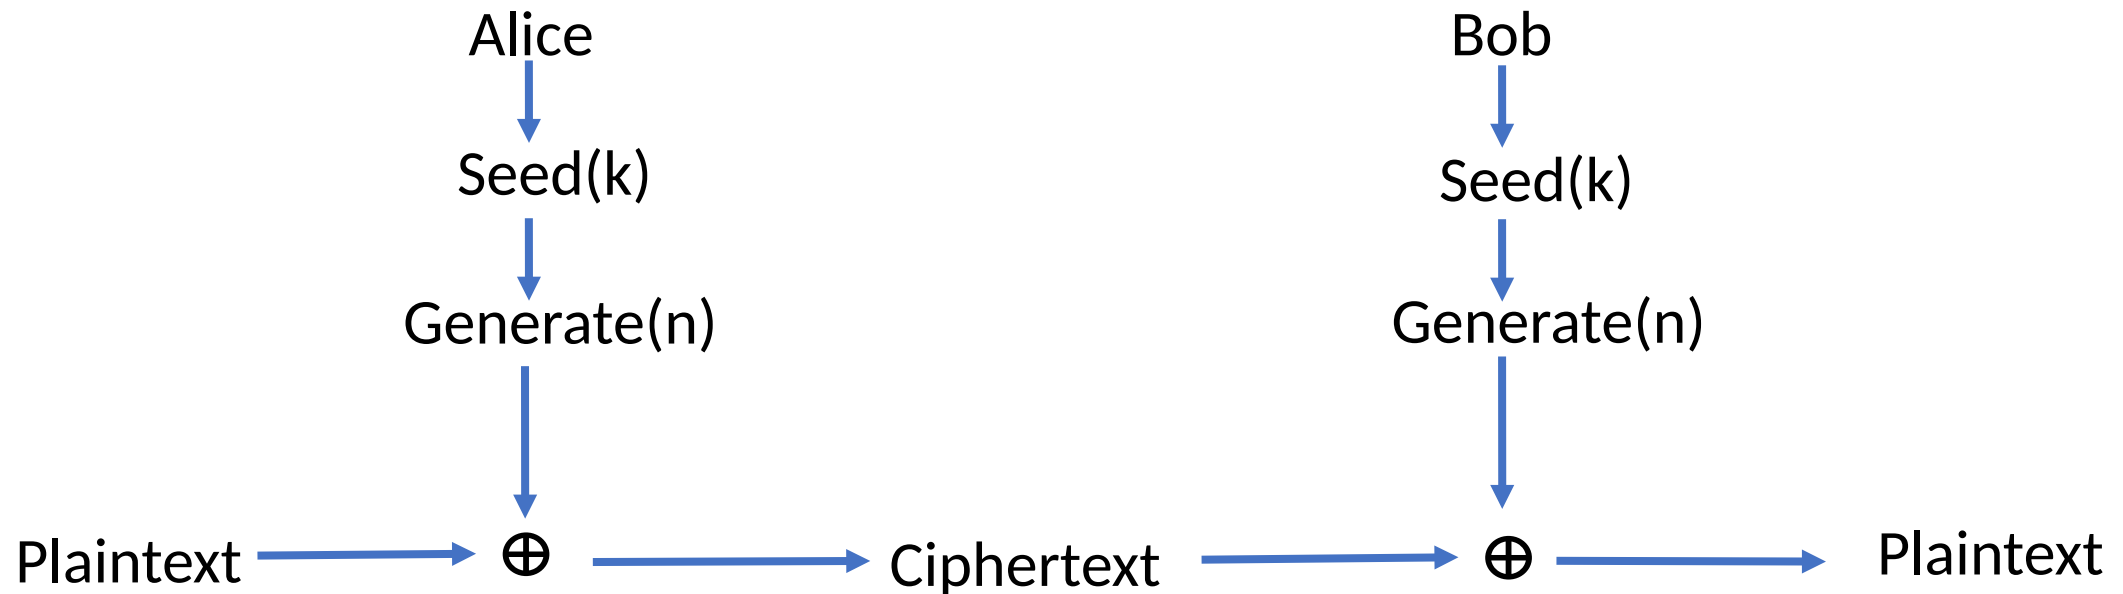 Alice
Bob
Seed(k)
Seed(k)
Generate(n)
Generate(n)
Plaintext
⊕
Ciphertext
⊕
Plaintext